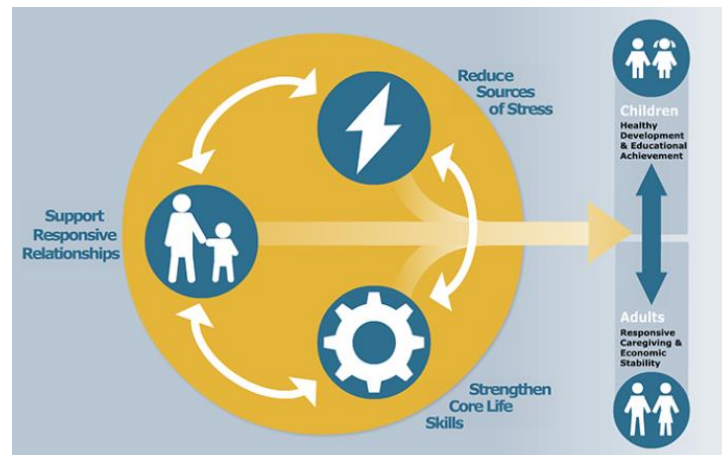 Reduce
Sources
of Stress
Support
Responsive
Relationships
Strengthen
Core Life
Skills
Children
Healthy
Development
& Educational
Achievement
Adults
Responsive
Caregiving &
Economic
Stability